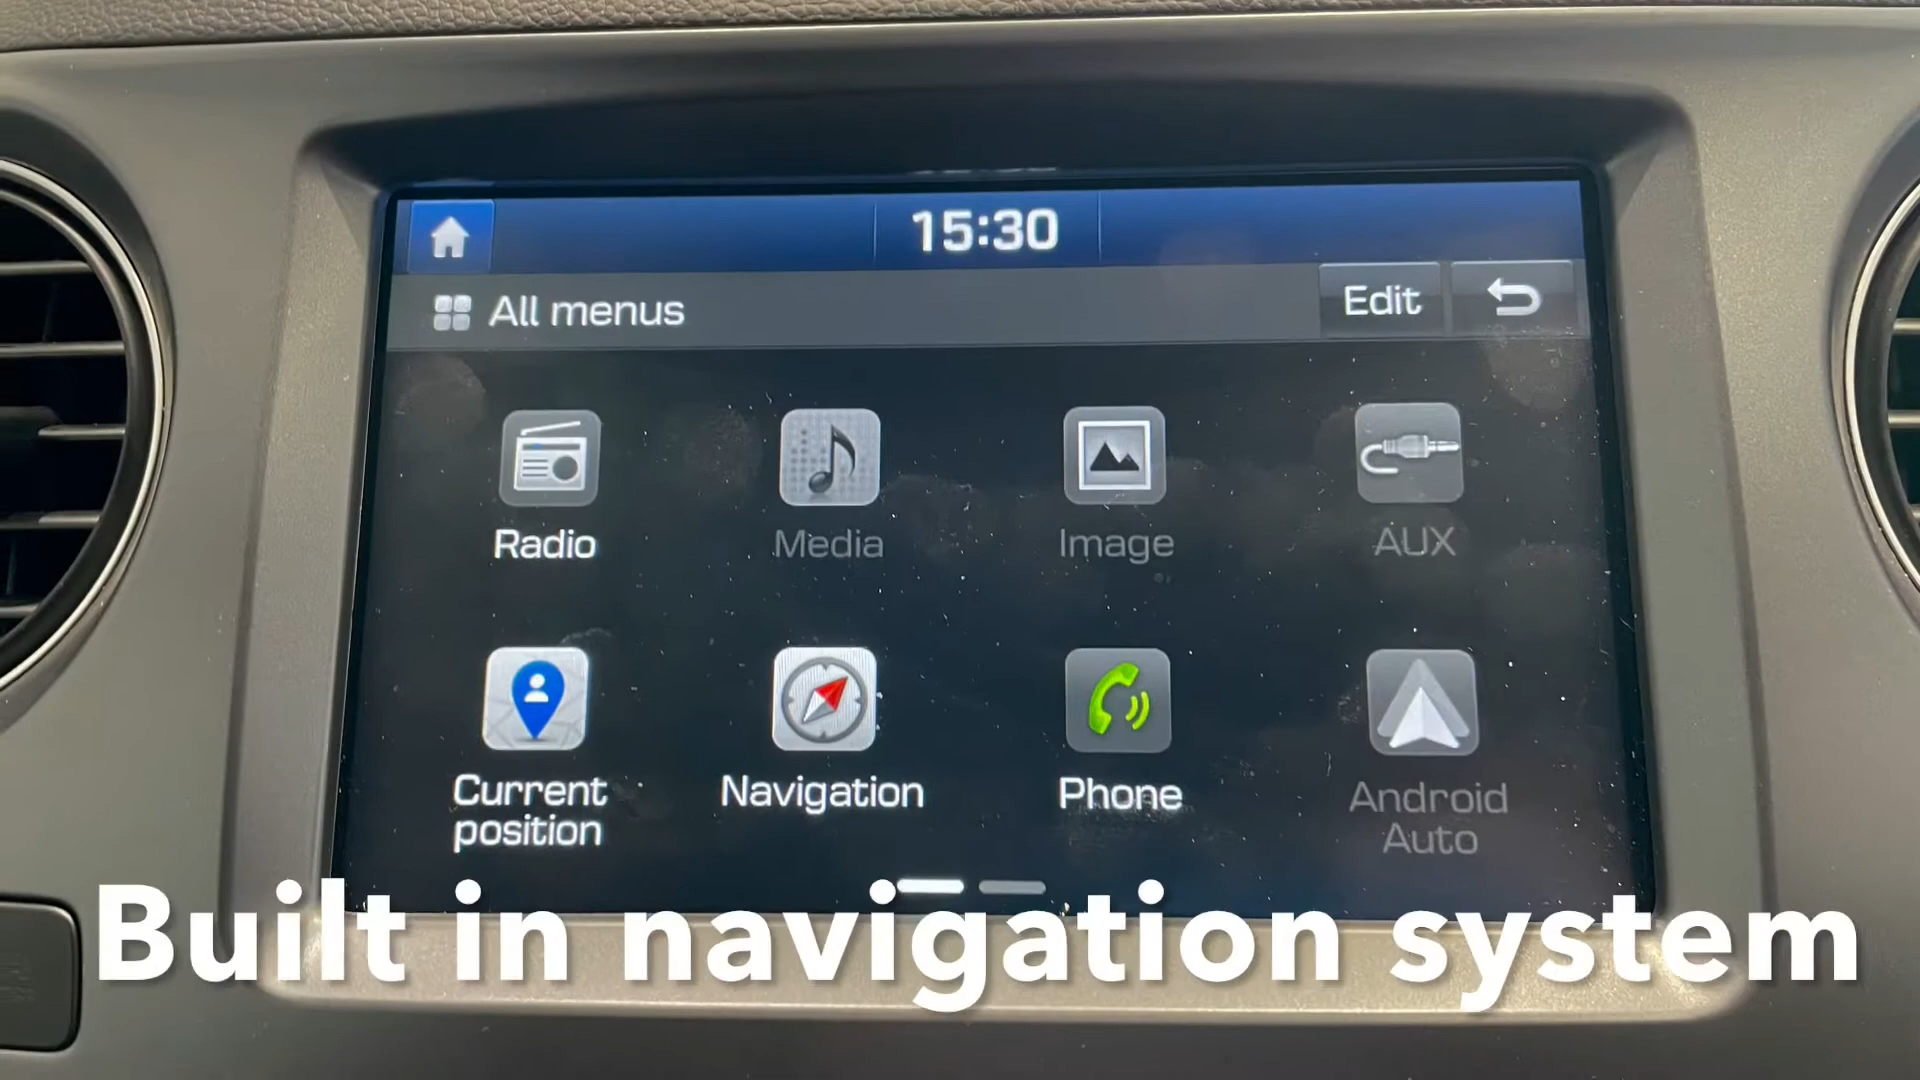 15:30
All menus
Edit
Radio
Media
Image
AUX
Current
position
Navigation
Phone
Android
Auto
Built in navigation system